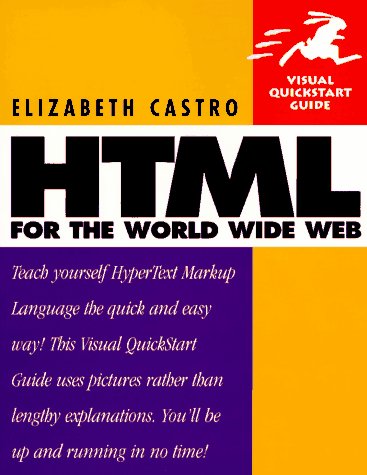 VISUAL
QUICKSTART
GUIDE
ELIZABETH CASTRO
HTML
FOR THE WORLD WIDE WEB
Teach yourself HyperText Markup
Language the quick and easy
way! This Visual QuickStart
Guide uses pictures rather than
lengthy explanations. You'll be
up and running in no time!